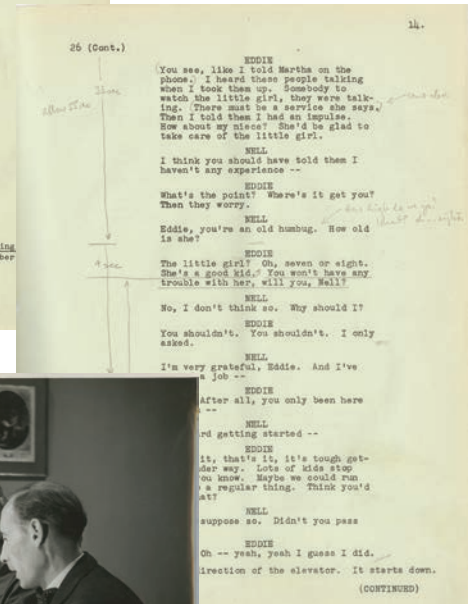 14.
26 (Cont.)
EDDIE
You see, like I told Martha on the
phone. I heard these people talking
when I took them up. Somebody to
watch the little girl, they were talk-
ing. (There must be a service she says.)
Then I told them I had an impulse.
How about my niece? She'd be glad to
take care of the little girl.
NELL
I think you should have told them I
haven't any experience --
EDDIE
What's the point? Where's it get you?
Then they worry.
NELL
Eddie, you're an old humbug. How old
is she?
EDDIE
The little girl? Oh, seven or eight.
She's a good kid. You won't have any
trouble with her, will you, Nell?
NELL
No, I don't think so. Why should I?
EDDIE
You shouldn't. You shouldn't. I only
asked.
NELL
I'm very grateful, Eddie. And I've
a job --
EDDIE
After all, you only been here
--
NELL
rd getting started --
EDDIE
it, that's it, it's tough get-
der way. Lots of kids stop
ou know. Maybe we could run
a regular thing. Think you'd
at?
NELL
suppose so. Didn't you pass
EDDIE
Oh -- yeah, yeah I guess I did.
irection of the elevator. It starts down.
(CONTINUED)
ing
ber